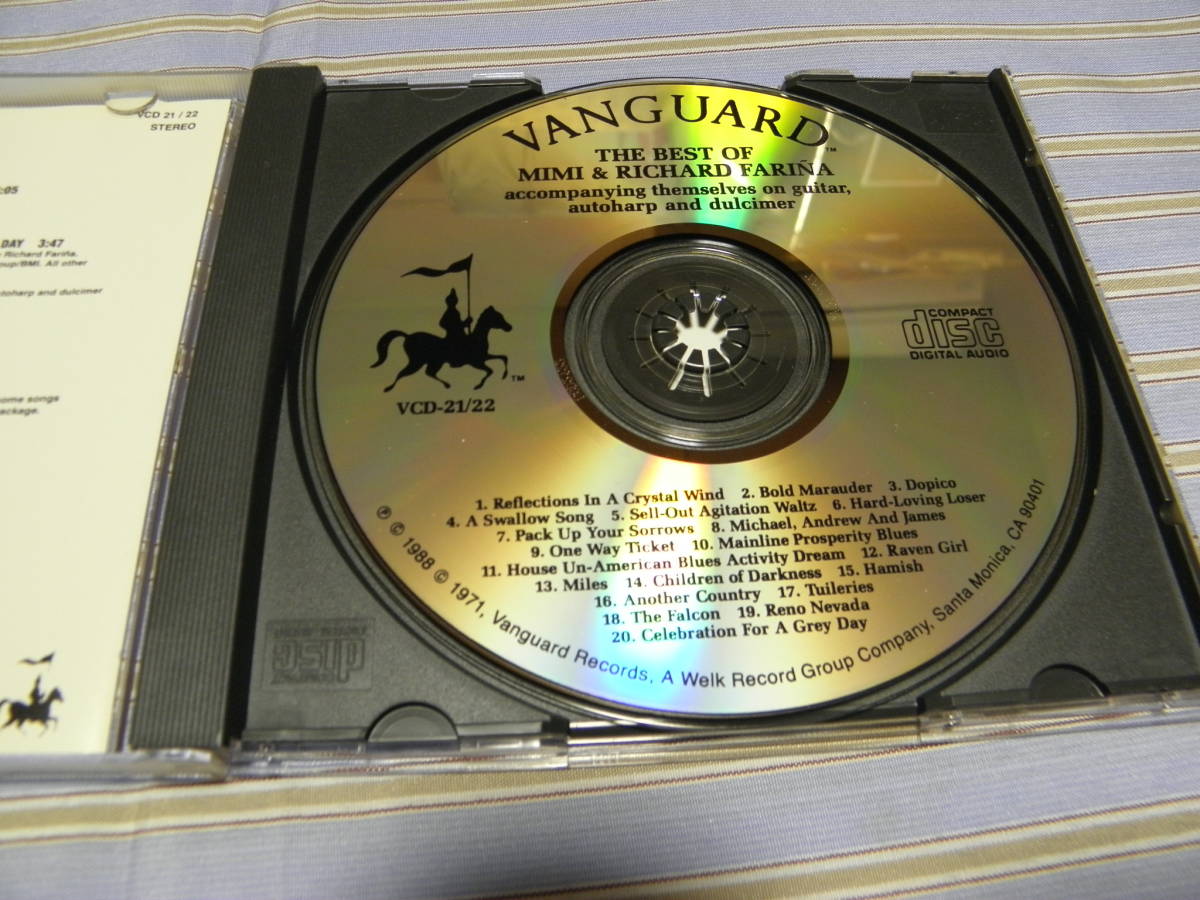 VCD 21 / 22
STEREO
:05
DAY 3:47
Richard Fariña.
oup/BMI. All other
toharp and dulcimer
ome songs
ackage.
VANGUARD™
THE BEST OF
MIMI & RICHARD FARIÑA
accompanying themselves on guitar,
autoharp and dulcimer
TM
VCD-21/22
COMPACT
disc
DIGITAL AUDIO
1. Reflections In A Crystal Wind 2. Bold Marauder 3. Dopico
4. A Swallow Song 5. Sell-Out Agitation Waltz 6. Hard-Loving Loser
7. Pack Up Your Sorrows 8. Michael, Andrew And James
9. One Way Ticket 10. Mainline Prosperity Blues
11. House Un-American Blues Activity Dream 12. Raven Girl
13. Miles 14. Children of Darkness 15. Hamish
16. Another Country 17. Tuileries
18. The Falcon 19. Reno Nevada
20. Celebration For A Grey Day
℗ © 1988 © 1971, Vanguard Records, A Welk Record Group Company, Santa Monica, CA 90401
disc